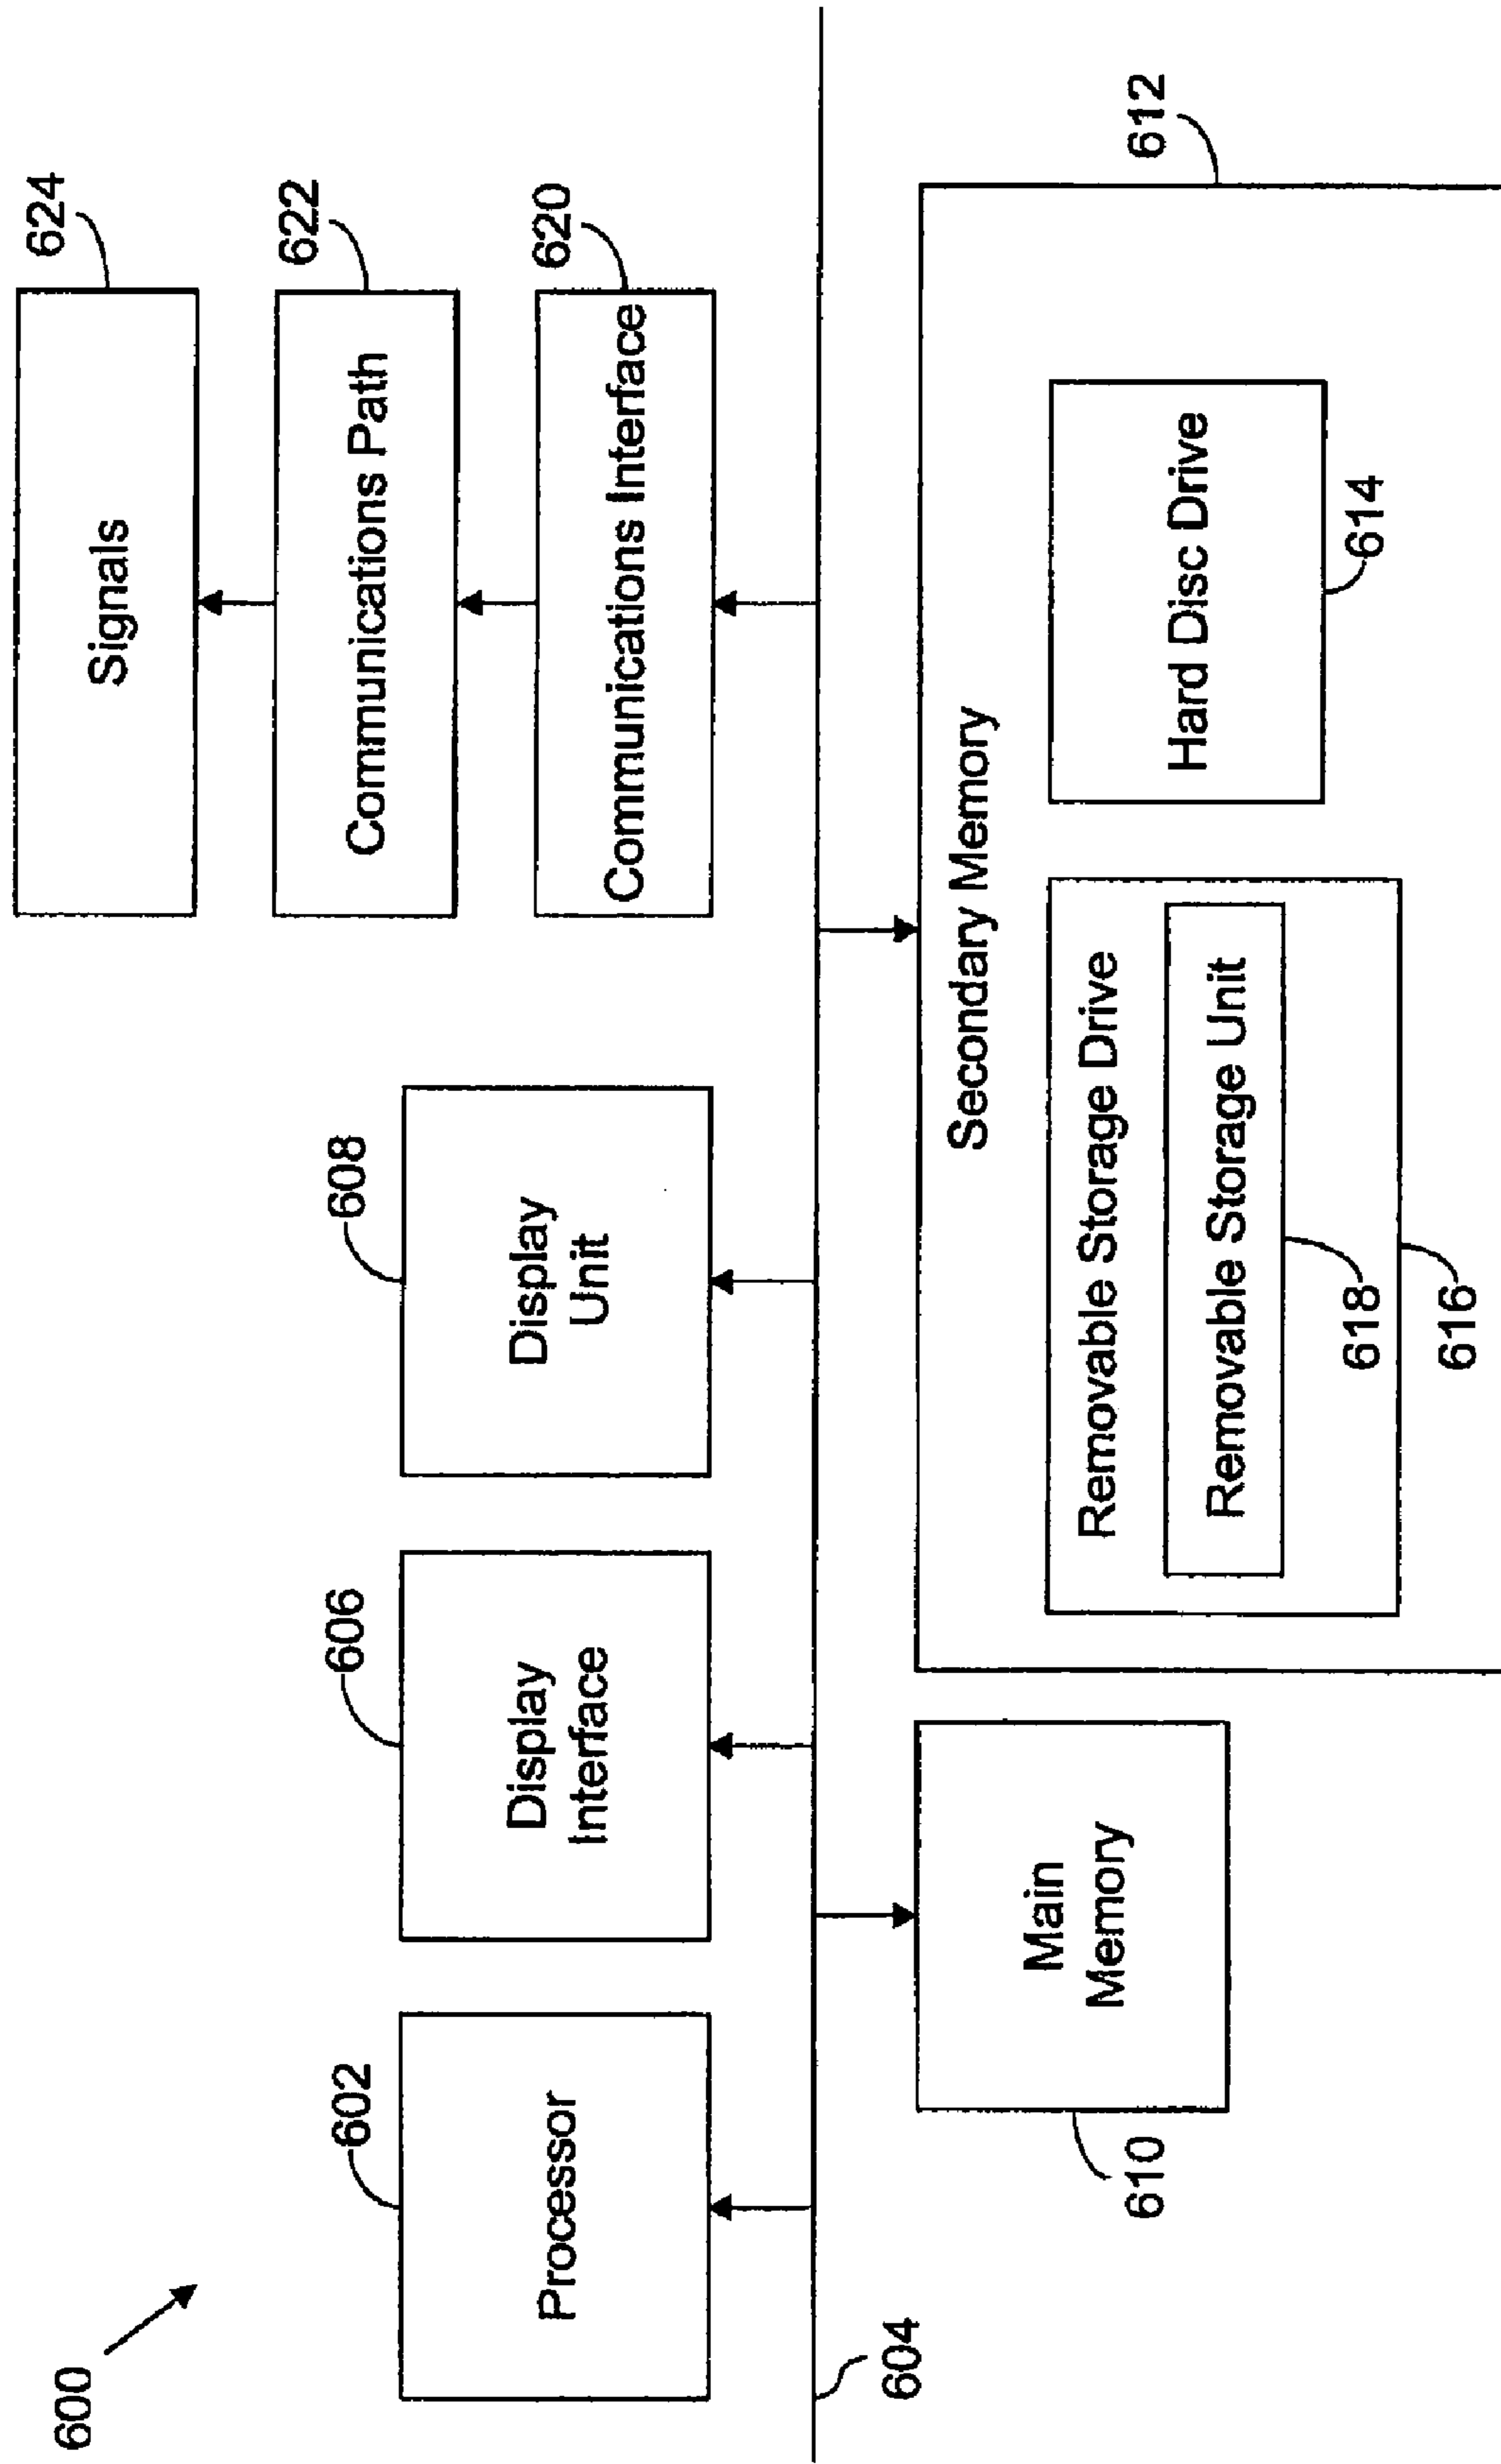 600
602
Processor
606
Display
Interface
608
Display
Unit
624
Signals
622
Communications Path
620
Communications Interface
604
610
Main
Memory
612
Secondary Memory
Removable Storage Drive
Removable Storage Unit
618
616
Hard Disc Drive
614